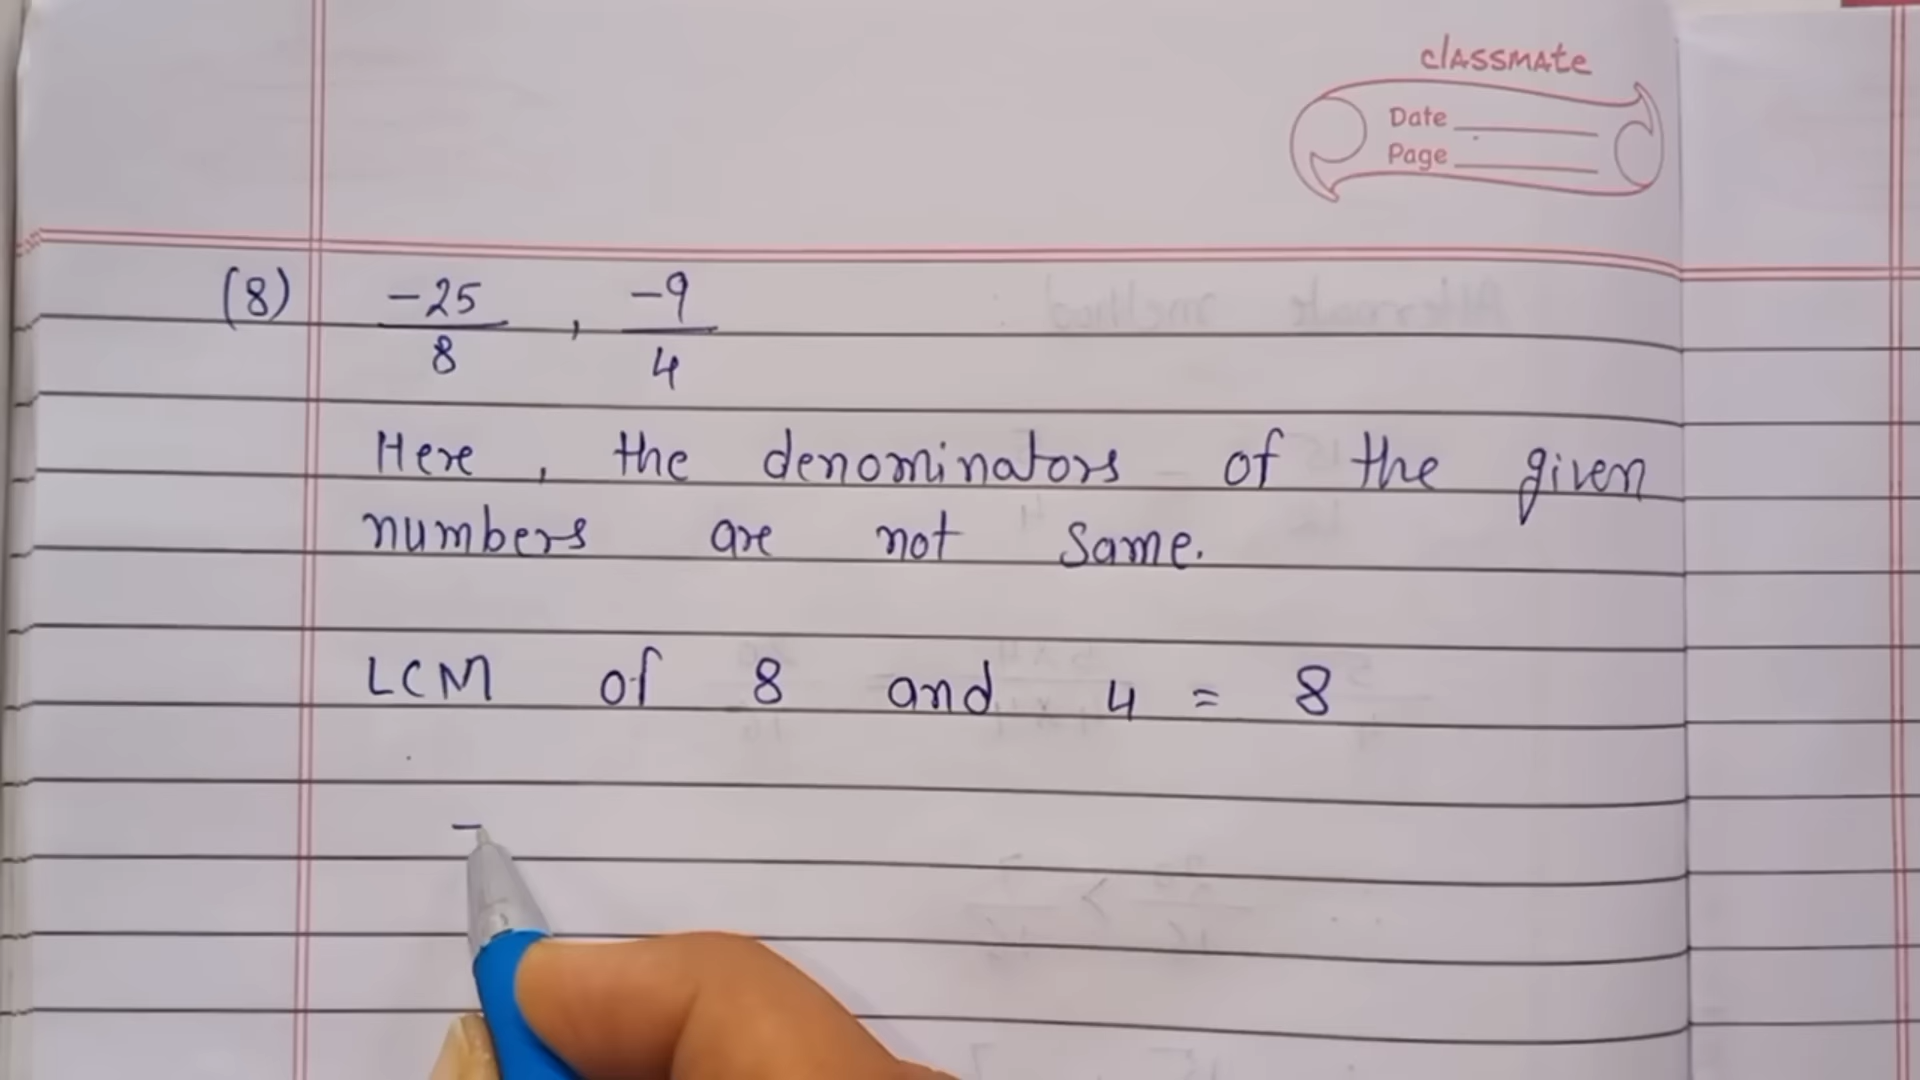 classmate
Date
Page
(8) -25/8 , -9/4
Here , the denominators of the given
numbers are not same.
LCM of 8 and 4 = 8
-